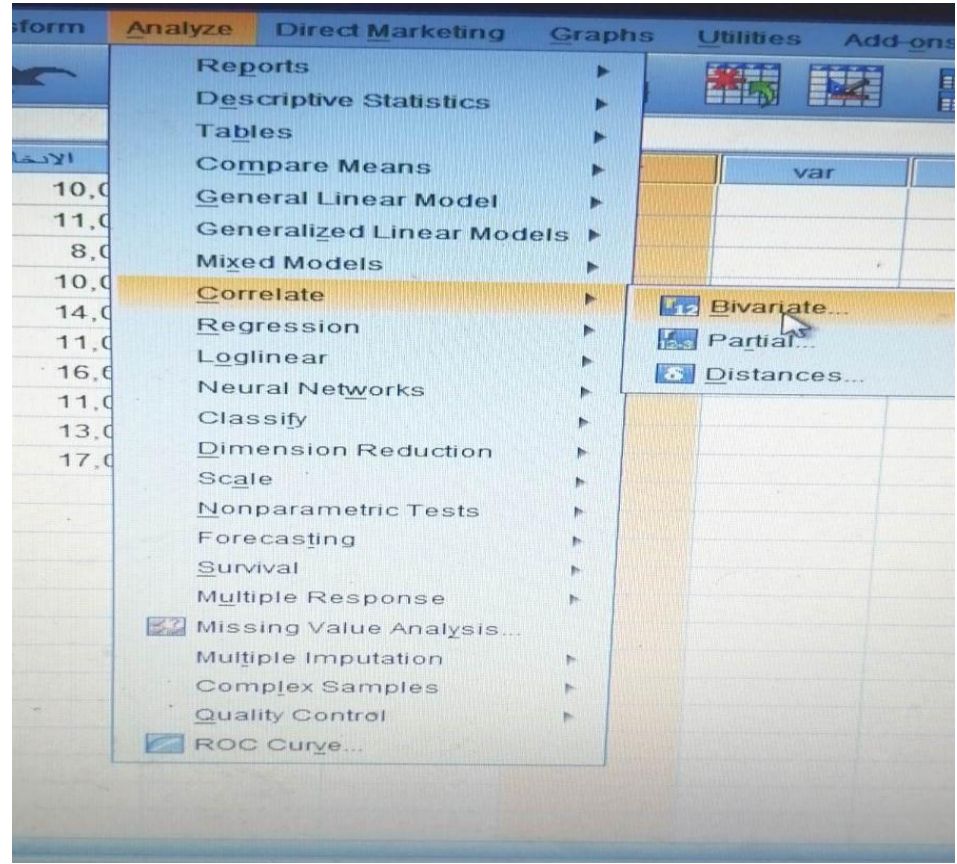 Analyze Direct Marketing Graphs Utilities Add-ons
Reports
Descriptive Statistics
Tables
Compare Means
var
General Linear Model
Generalized Linear Models
Mixed Models
Correlate
Bivariate...
Regression
Partial...
Loglinear
Distances...
Neural Networks
Classify
Dimension Reduction
Scale
Nonparametric Tests
Forecasting
Survival
Multiple Response
Missing Value Analysis...
Multiple Imputation
Complex Samples
Quality Control
ROC Curve...
10,0
11,0
8,0
10,0
14,0
11,0
16,0
11,0
13,0
17,0